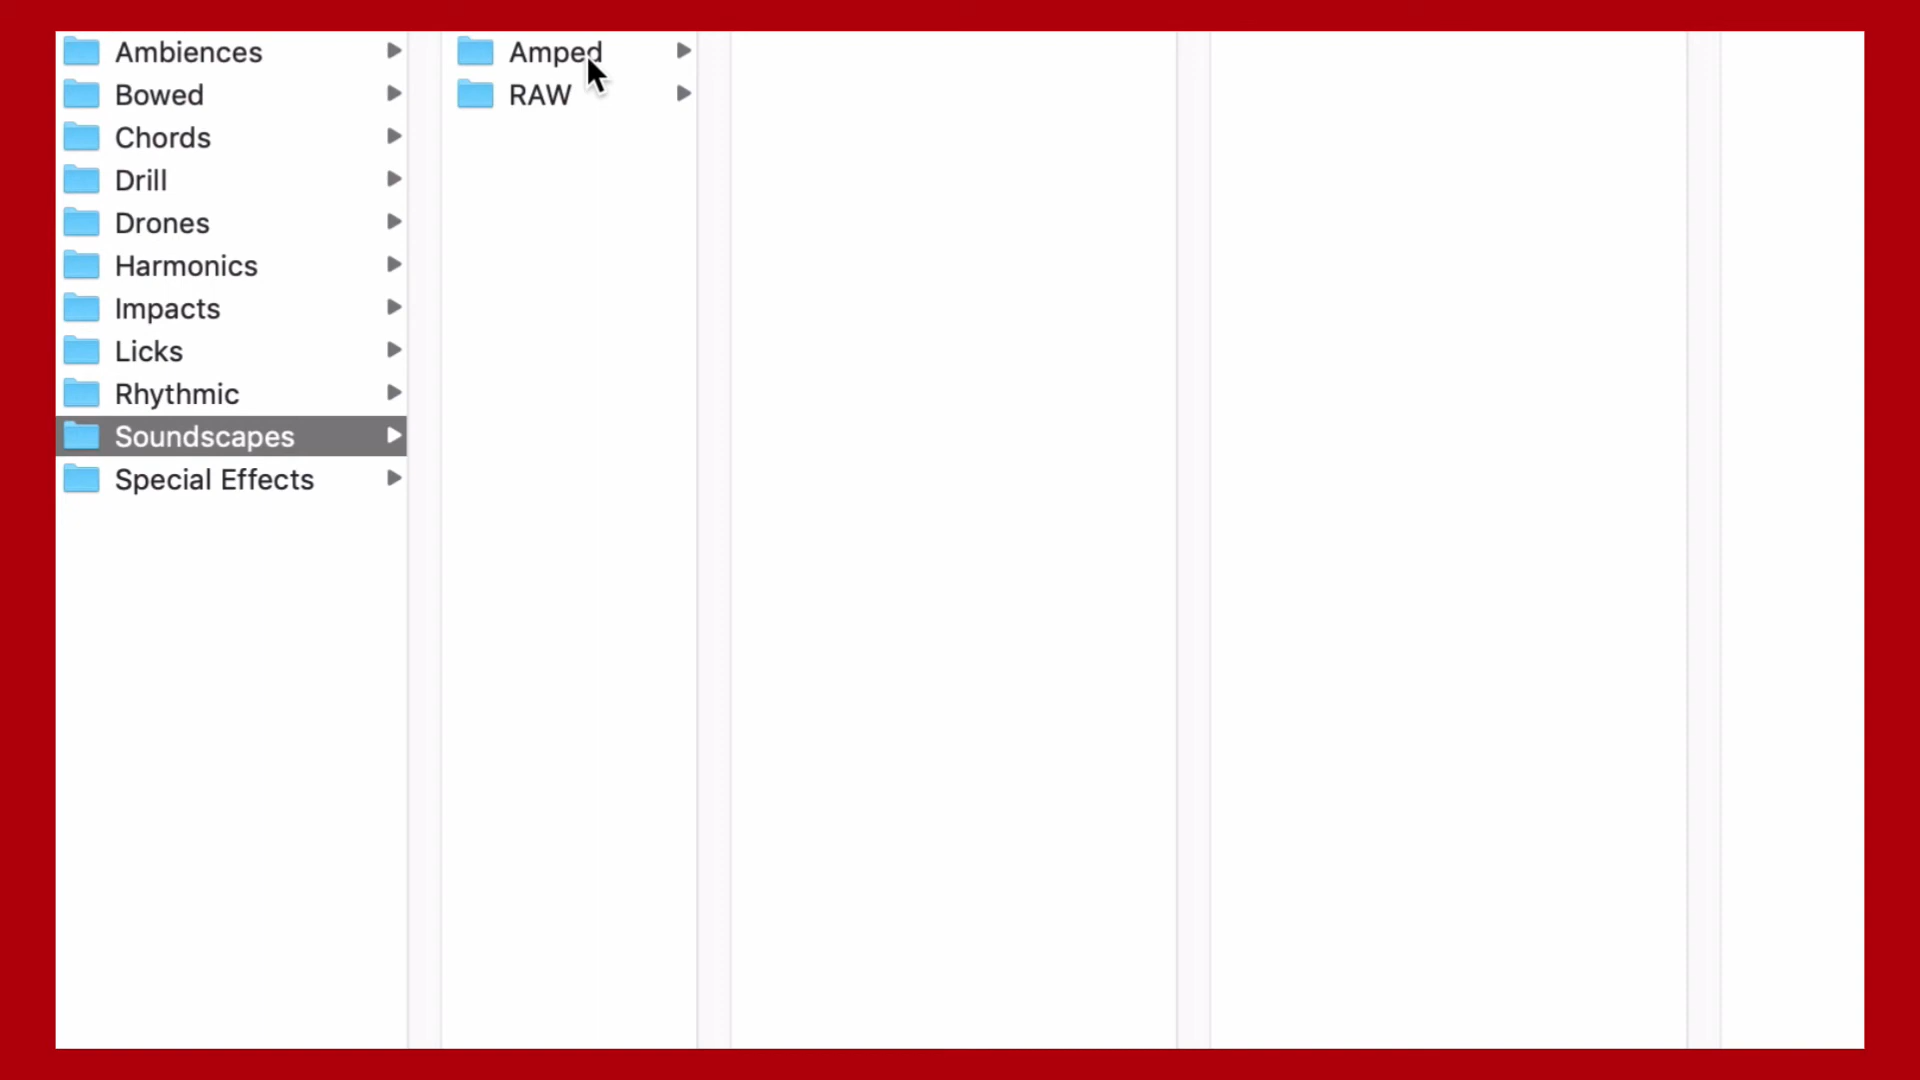 Ambiences
Bowed
Chords
Drill
Drones
Harmonics
Impacts
Licks
Rhythmic
Soundscapes
Special Effects
Amped
RAW